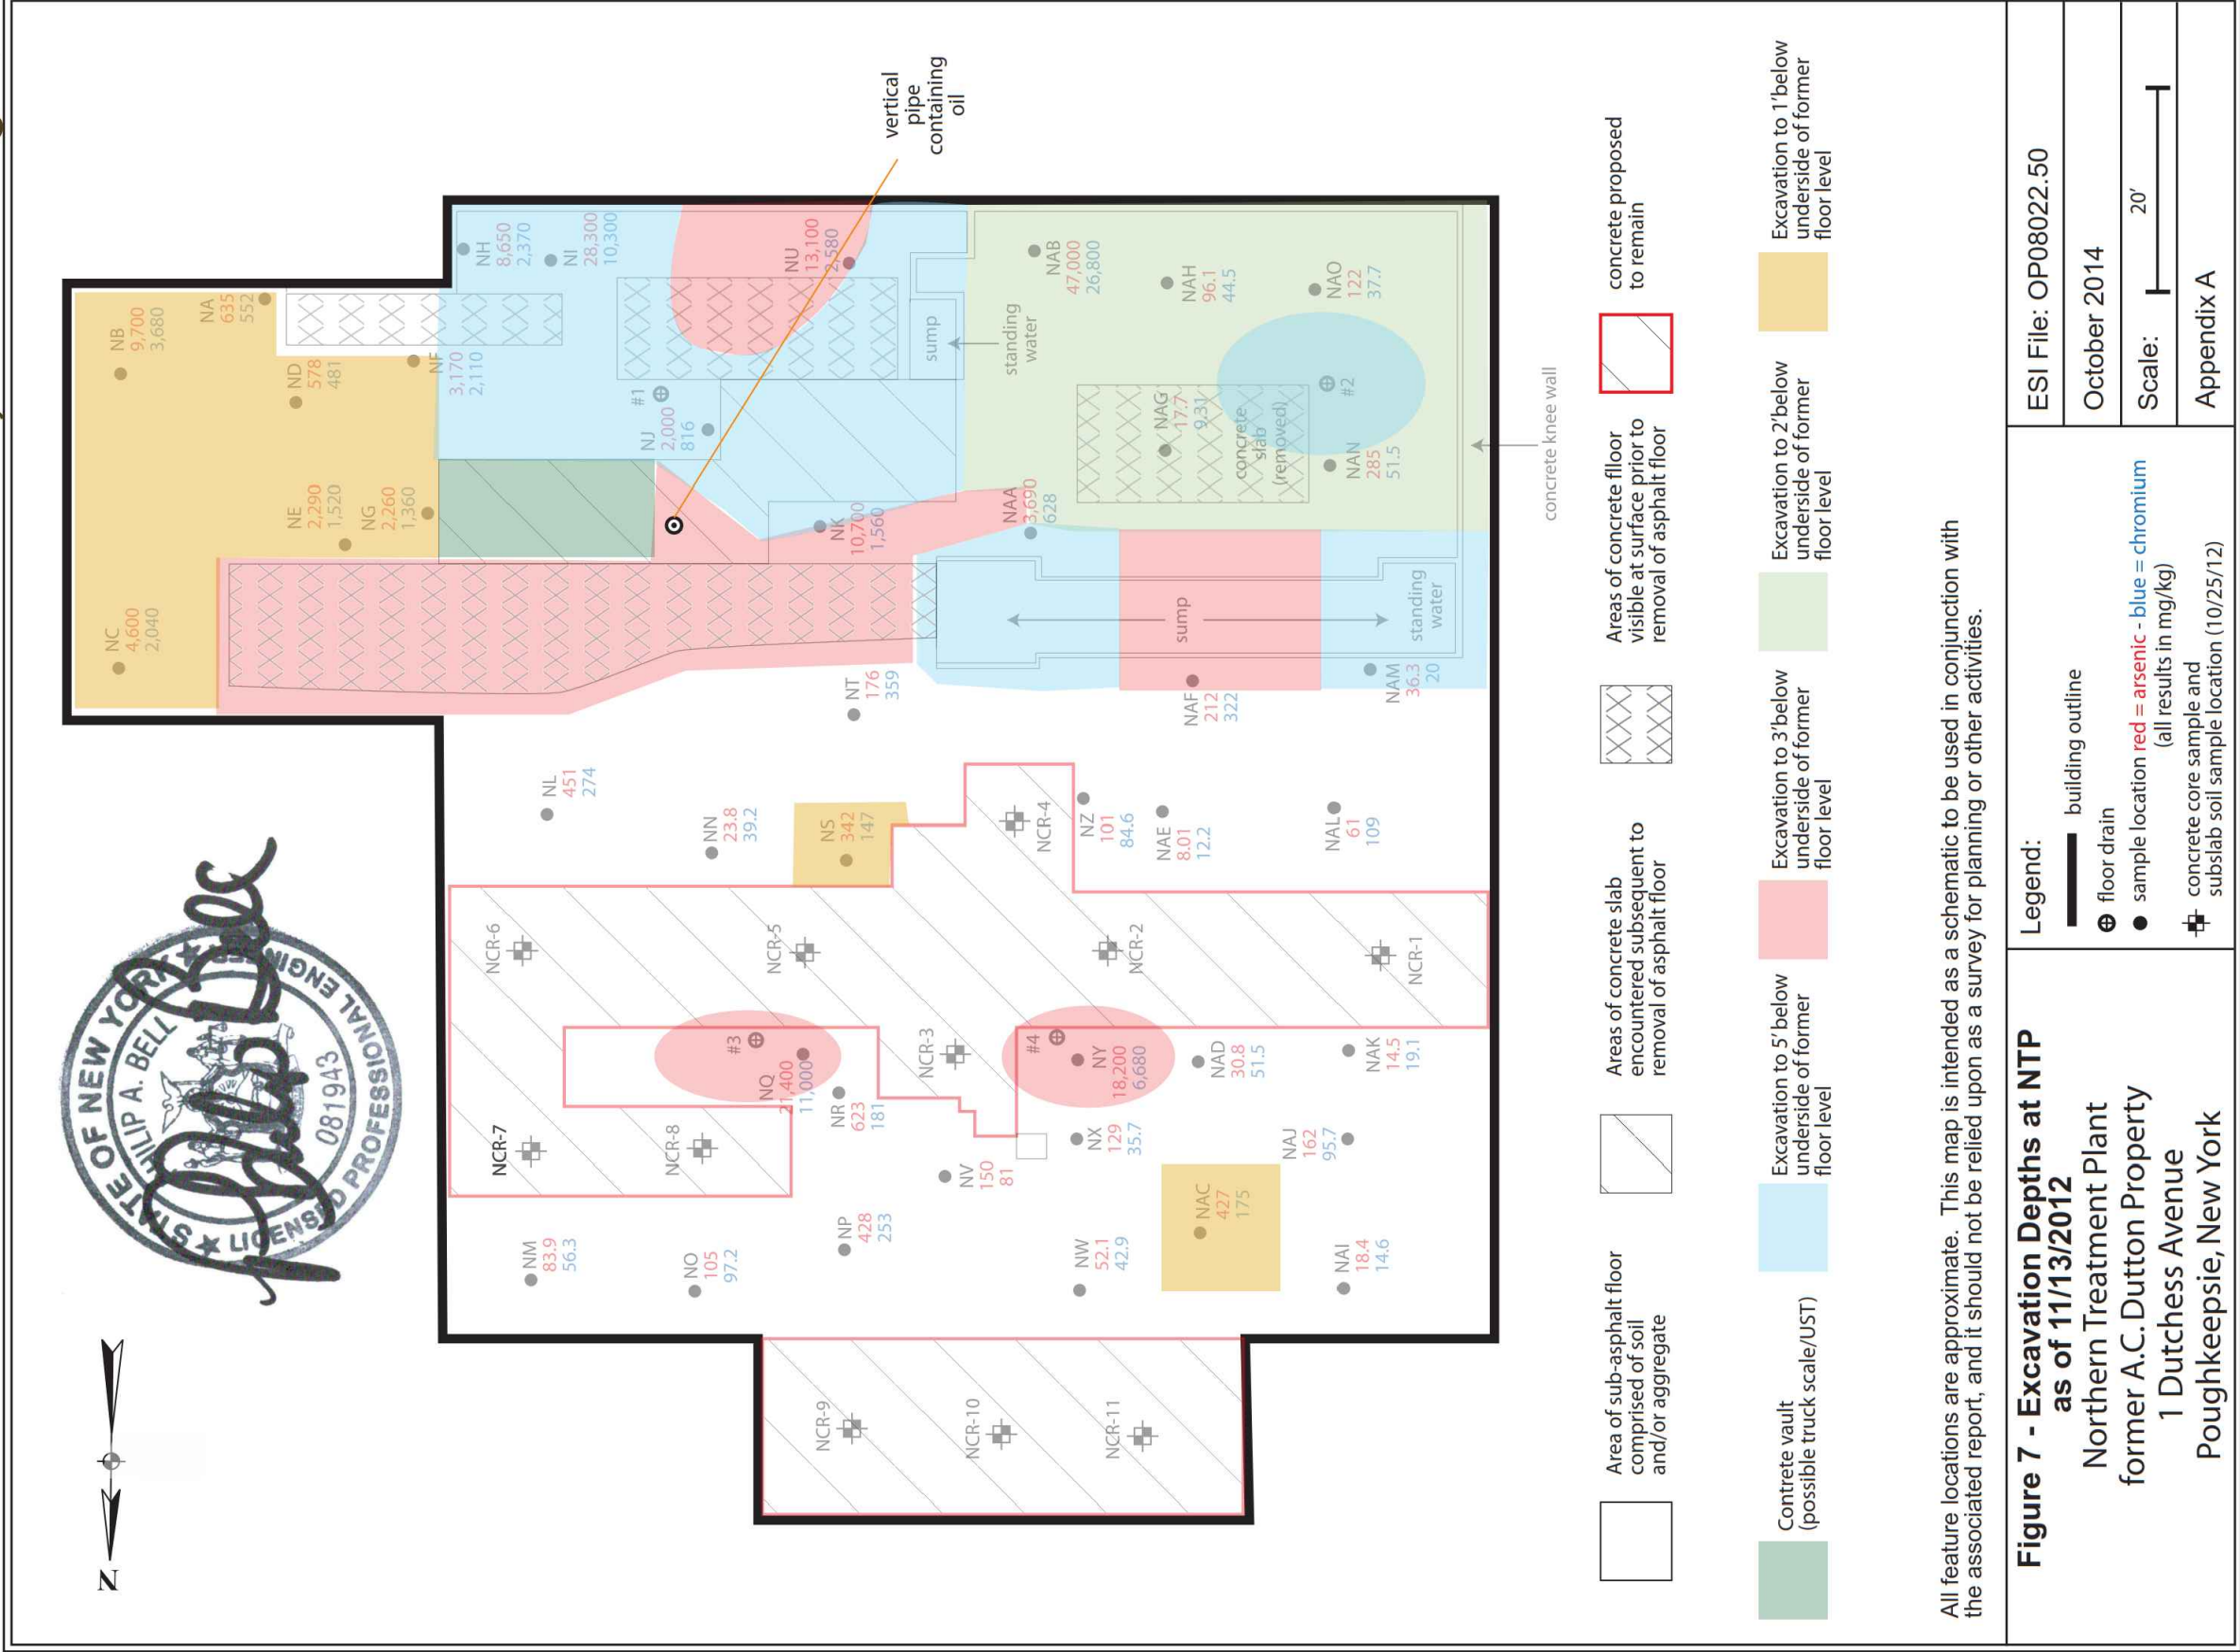 STATE OF NEW YORK
PHILIP A. BELL
081943
LICENSED PROFESSIONAL ENGINEER
N
NC
4,600
2,040
NB
9,700
3,680
NA
635
552
ND
578
481
NE
2,290
1,520
NG
2,260
1,360
NF
3,170
2,110
NH
8,650
2,370
NI
28,300
10,300
#1
NJ
2,000
816
NU
13,100
2,580
vertical
pipe
containing
oil
NK
10,700
1,560
sump
standing
water
NAA
3,690
628
NAB
47,000
26,800
NAH
96.1
44.5
NAO
122
37.7
NAG
17.7
9.31
concrete
slab
(removed)
#2
NAN
285
51.5
concrete knee wall
sump
standing
water
NT
176
359
NAF
212
322
NAM
36.3
20
NL
451
274
NN
23.8
39.2
NS
342
147
NCR-4
NZ
101
84.6
NAE
8.01
12.2
NAL
61
109
NCR-6
NCR-5
NCR-2
NCR-1
#3
NQ
21,400
11,000
NR
623
181
NCR-3
#4
NY
18,200
6,680
NAD
30.8
51.5
NAK
14.5
19.1
NCR-7
NCR-8
NV
150
81
NX
129
35.7
NAJ
162
95.7
NM
83.9
56.3
NO
105
97.2
NP
428
253
NW
52.1
42.9
NAC
427
175
NAI
18.4
14.6
NCR-9
NCR-10
NCR-11
Area of sub-asphalt floor
comprised of soil
and/or aggregate
Areas of concrete slab
encountered subsequent to
removal of asphalt floor
Areas of concrete flloor
visible at surface prior to
removal of asphalt floor
concrete proposed
to remain
Contrete vault
(possible truck scale/UST)
Excavation to 5' below
underside of former
floor level
Excavation to 3'below
underside of former
floor level
Excavation to 2'below
underside of former
floor level
Excavation to 1'below
underside of former
floor level
All feature locations are approximate. This map is intended as a schematic to be used in conjunction with
the associated report, and it should not be relied upon as a survey for planning or other activities.
Figure 7 - Excavation Depths at NTP
as of 11/13/2012
Northern Treatment Plant
former A.C. Dutton Property
1 Dutchess Avenue
Poughkeepsie, New York
Legend:
building outline
floor drain
sample location red = arsenic - blue = chromium
(all results in mg/kg)
concrete core sample and
subslab soil sample location (10/25/12)
ESI File: OP08022.50
October 2014
Scale: 20'
Appendix A